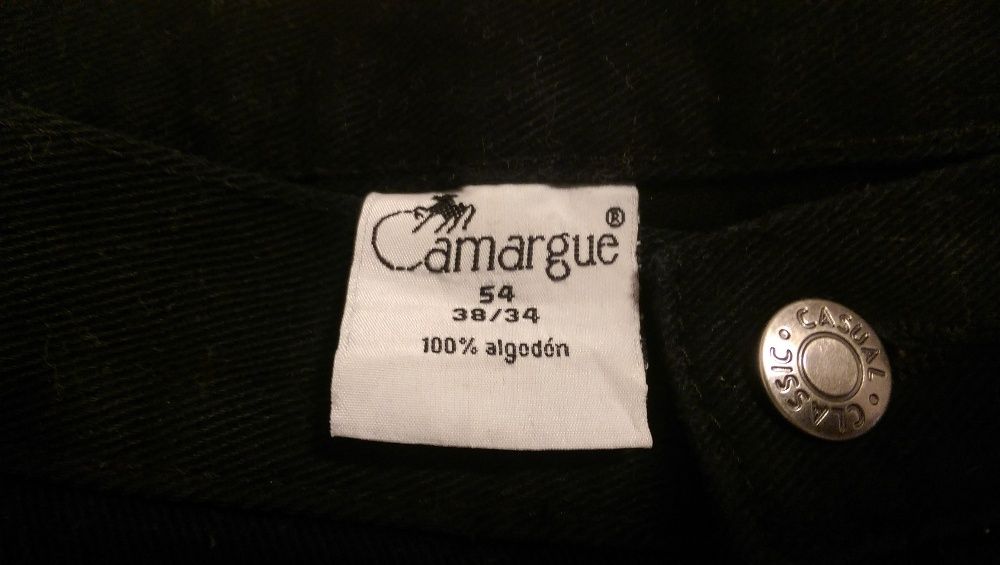 Camargue®
54
38/34
100% algodón
CASUAL • CLASSIC •